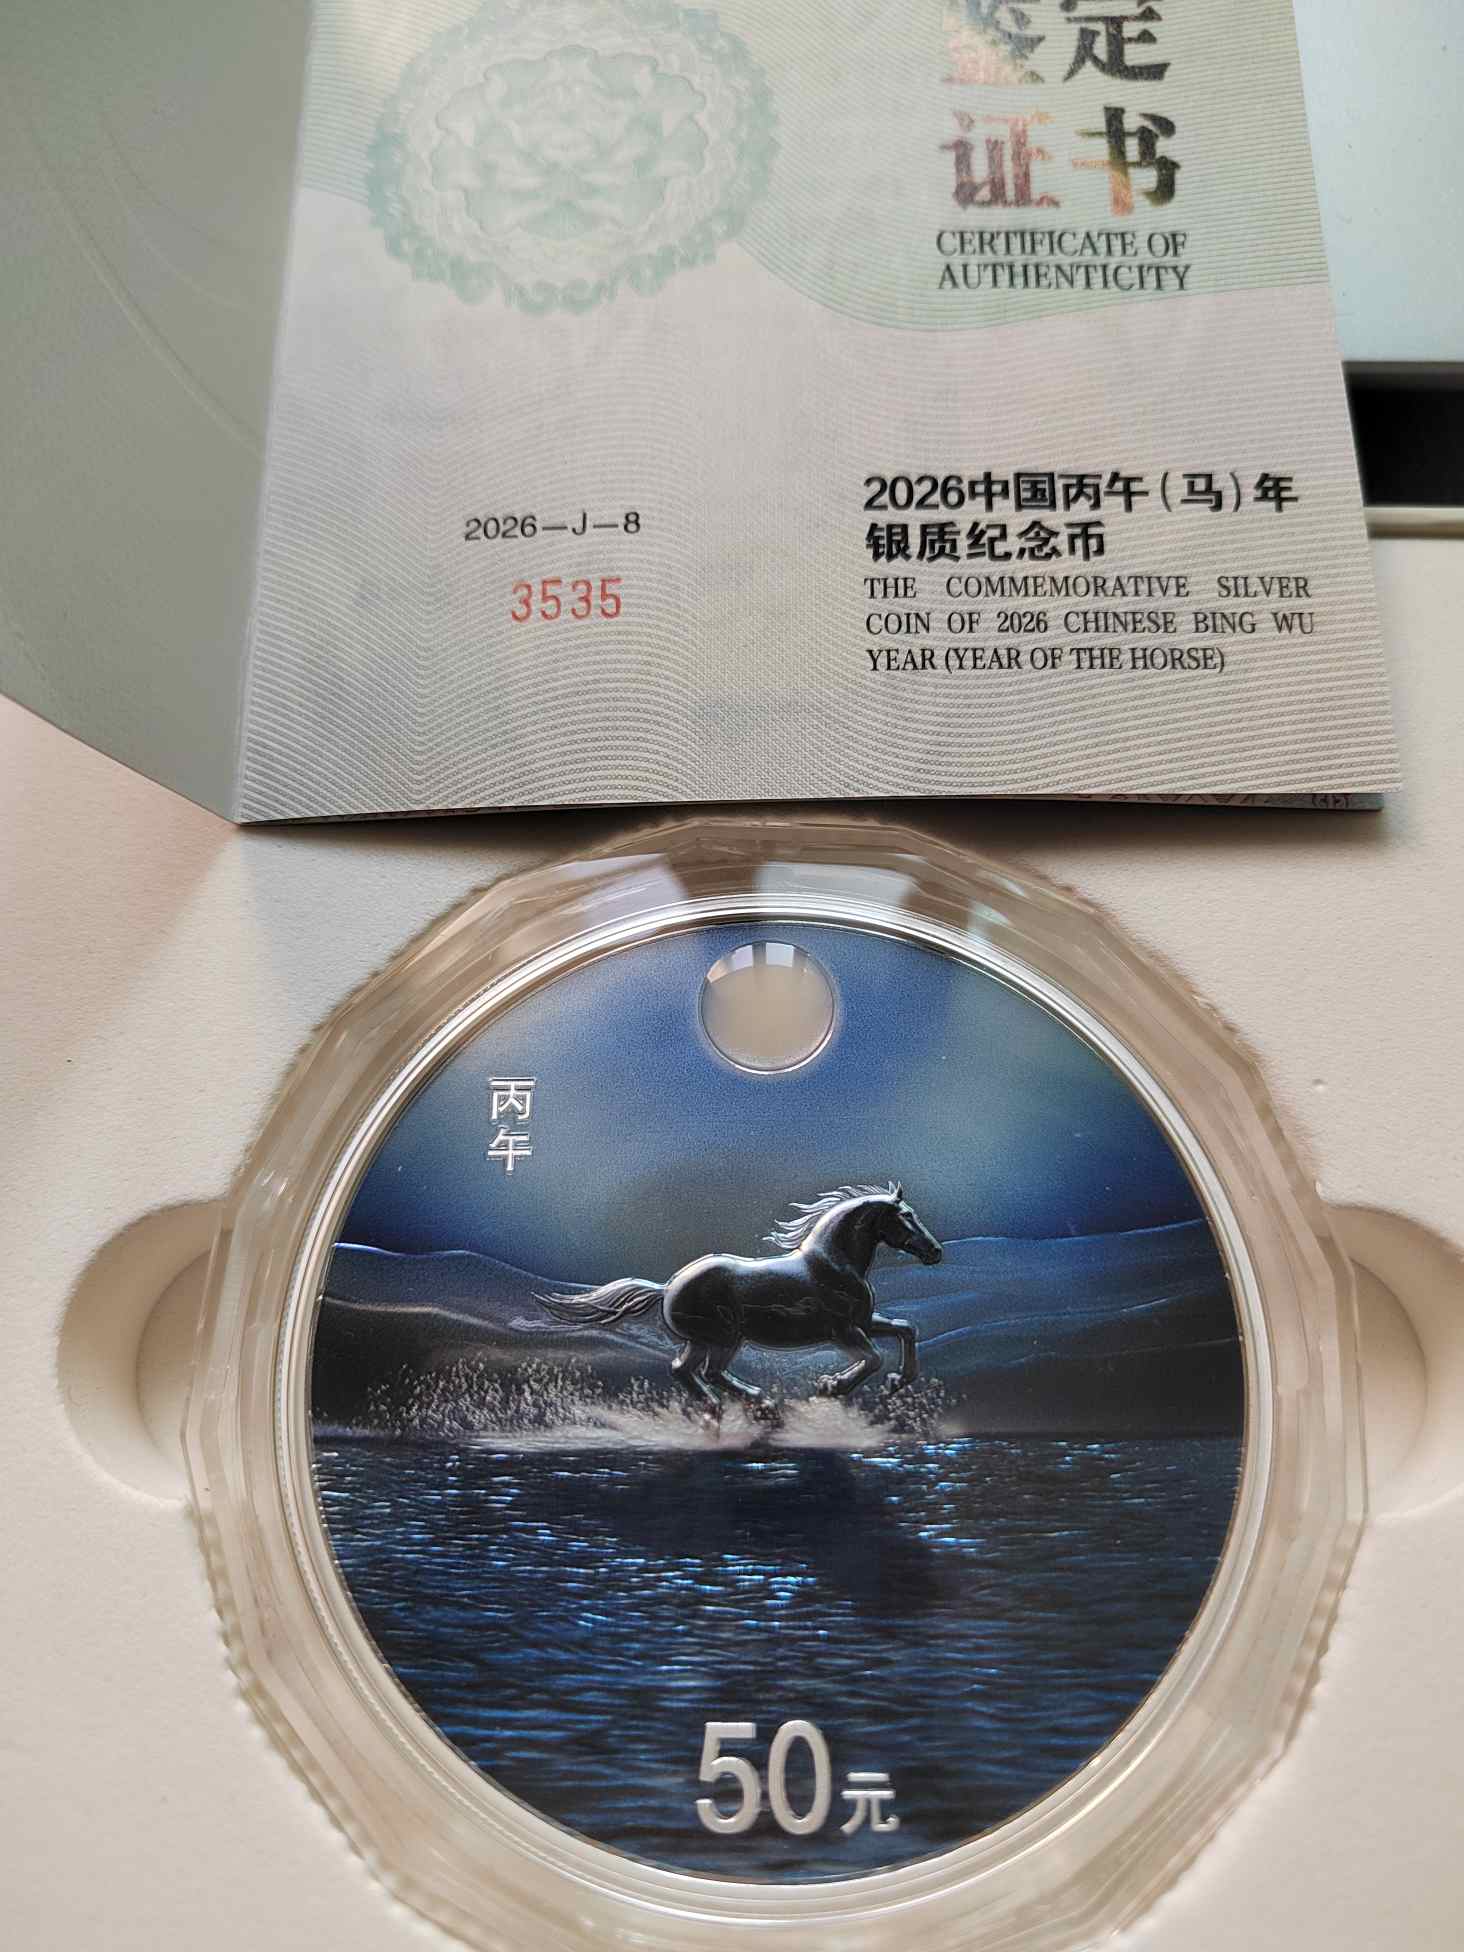 鉴定
证书
CERTIFICATE OF
AUTHENTICITY
2026中国丙午(马)年
银质纪念币
THE COMMEMORATIVE SILVER
COIN OF 2026 CHINESE BING WU
YEAR (YEAR OF THE HORSE)
2026-J-8
3535
丙
午
50元